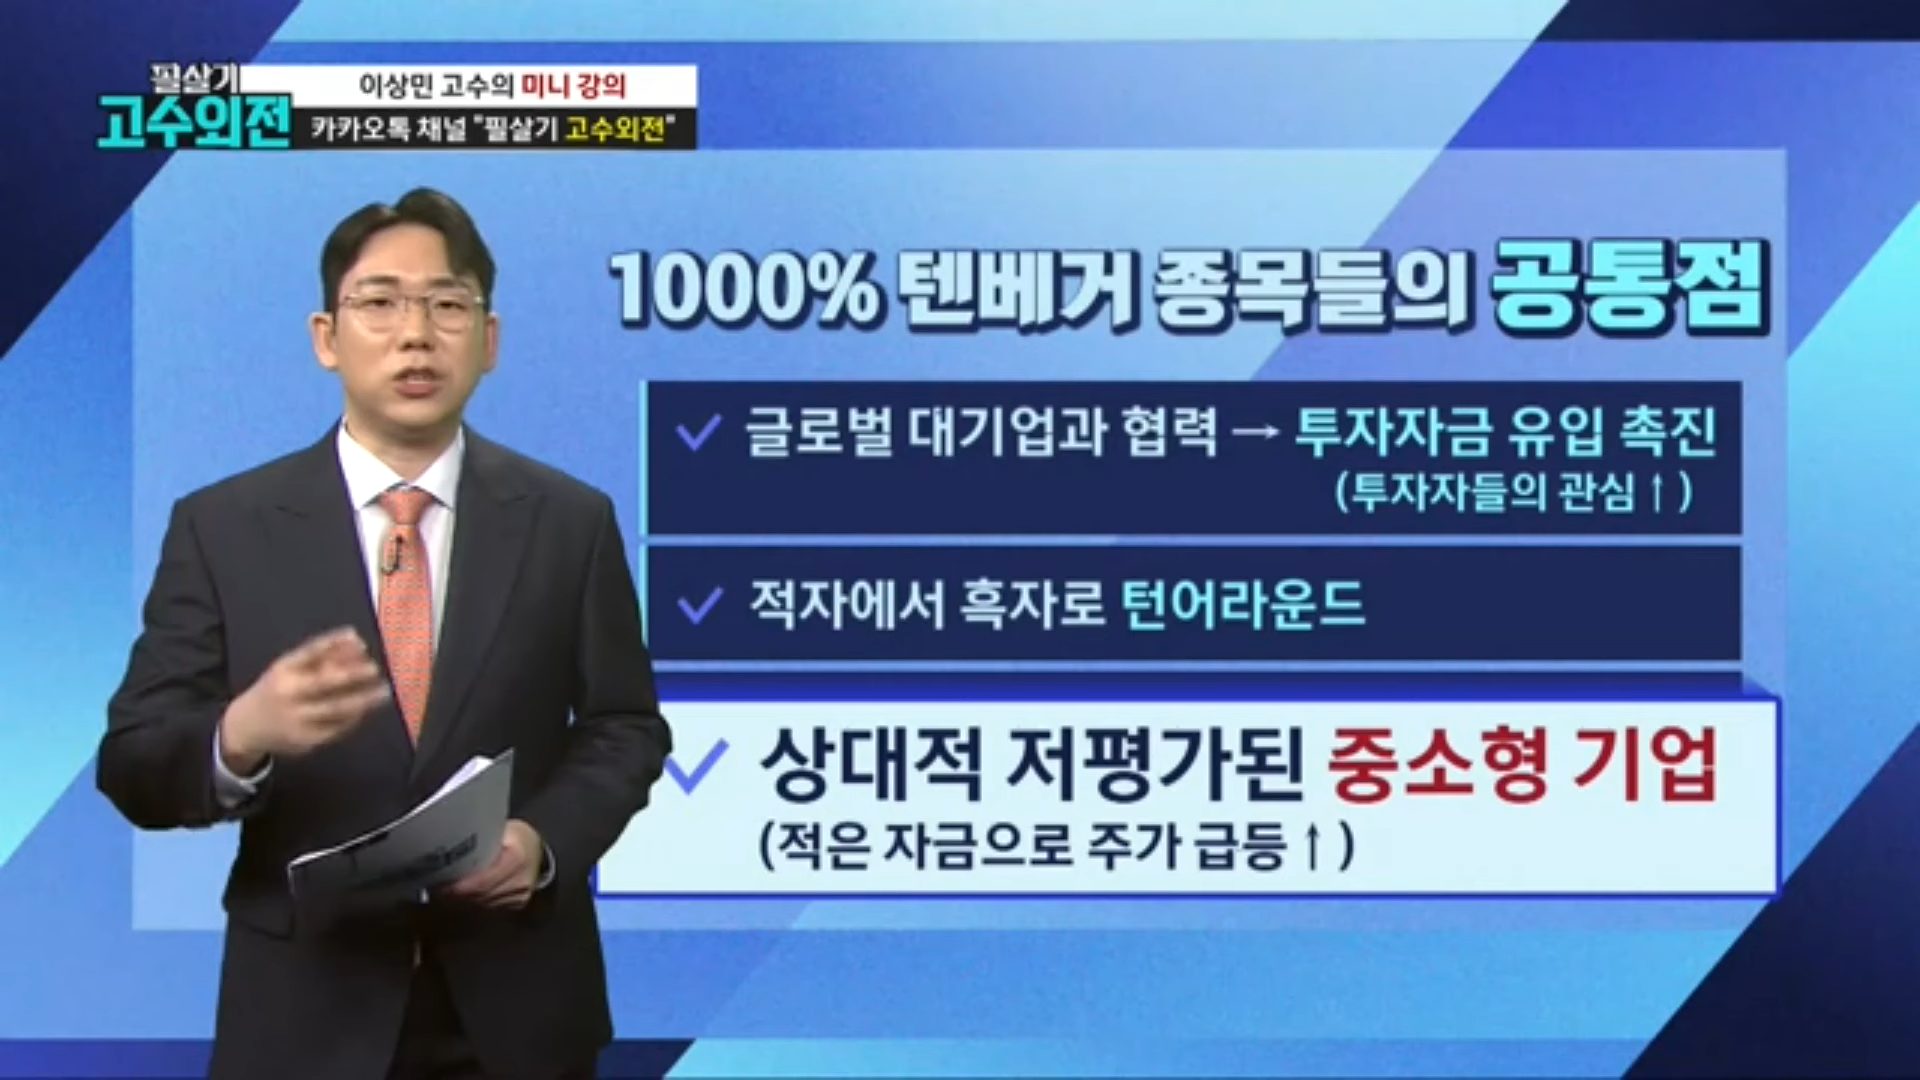 필살기
고수외전
이상민 고수의 미니 강의
카카오톡 채널 "필살기 고수외전"
1000% 텐베거 종목들의 공통점
글로벌 대기업과 협력 → 투자자금 유입 촉진
(투자자들의 관심↑)
적자에서 흑자로 턴어라운드
상대적 저평가된 중소형 기업
(적은 자금으로 주가 급등↑)